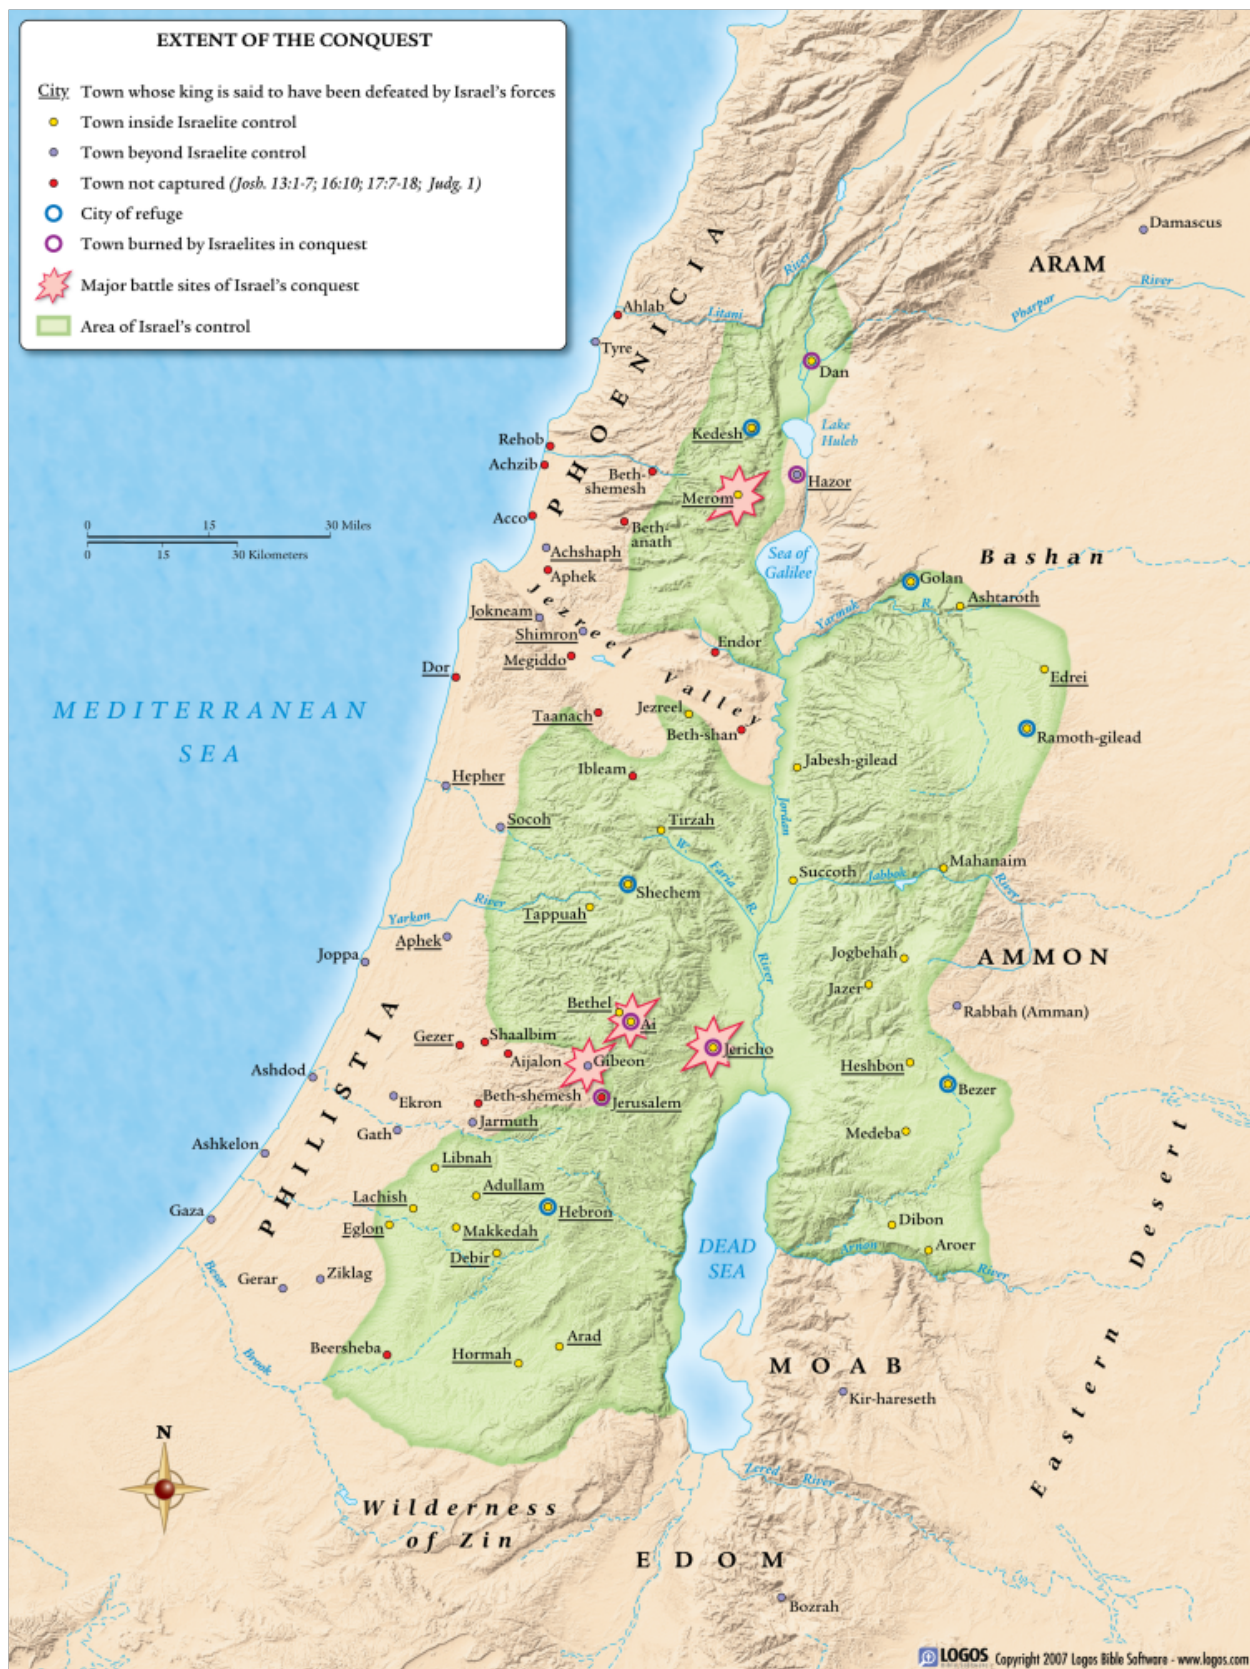 EXTENT OF THE CONQUEST
City Town whose king is said to have been defeated by Israel's forces
Town inside Israelite control
Town beyond Israelite control
Town not captured (Josh. 13:1-7; 16:10; 17:7-18; Judg. 1)
City of refuge
Town burned by Israelites in conquest
Major battle sites of Israel's conquest
Area of Israel's control
Damascus
ARAM
Pharpar River
PHOENICIA
Ahlab
Litani River
Tyre
Dan
Kedesh
Lake
Huleh
Rehob
Achzib
Beth-
shemesh
Merom
Hazor
Acco
Beth-
anath
0 15 30 Miles
0 15 30 Kilometers
Achshaph
Aphek
Sea of
Galilee
Bashan
Golan
Ashtaroth
Yarmuk R.
Jezreel Valley
Jokneam
Shimron
Megiddo
Endor
Dor
Edrei
MEDITERRANEAN
SEA
Taanach
Jezreel
Beth-shan
Ramoth-gilead
Jabesh-gilead
Ibleam
Hepher
Socoh
Tirzah
Jordan River
W. Faria R.
Mahanaim
Succoth
Jabbok River
Shechem
Tappuah
Yarkon River
Aphek
Joppa
Jogbehah
AMMON
Jazer
Rabbah (Amman)
Bethel
Ai
PHILISTIA
Gezer
Shaalbim
Aijalon
Gibeon
Jericho
Heshbon
Bezer
Ashdod
Ekron
Beth-shemesh
Jerusalem
Gath
Jarmuth
Medeba
Ashkelon
Libnah
Adullam
Lachish
Hebron
Gaza
Eglon
Makkedah
Debir
Dibon
Aroer
Arnon River
DEAD
SEA
Eastern Desert
Gerar
Ziklag
Besor Brook
Beersheba
Arad
Hormah
MOAB
Kir-hareseth
N
Zered River
Wilderness
of Zin
EDOM
Bozrah
LOGOS Copyright 2007 Logos Bible Software - www.logos.com